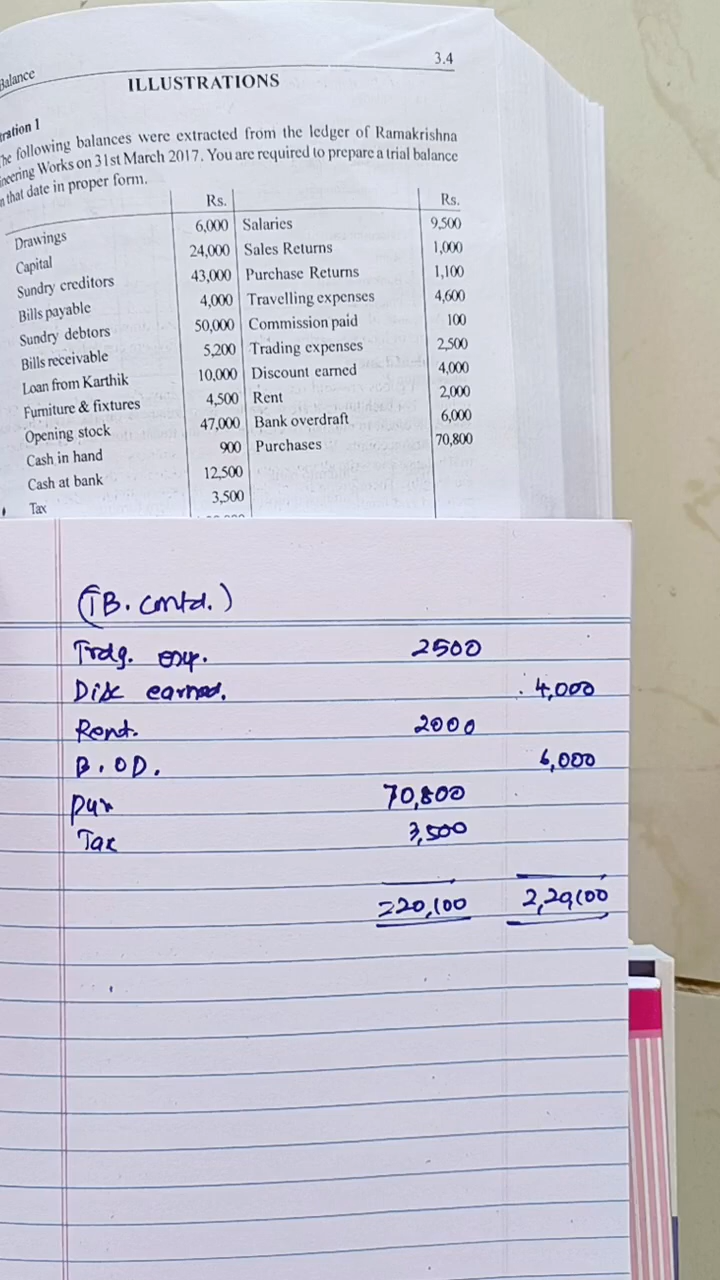 Balance
3.4
ILLUSTRATIONS
ration 1
he following balances were extracted from the ledger of Ramakrishna
neering Works on 31st March 2017. You are required to prepare a trial balance
n that date in proper form.
Rs. Rs.
Drawings 6,000 Salaries 9,500
Capital 24,000 Sales Returns 1,000
Sundry creditors 43,000 Purchase Returns 1,100
Bills payable 4,000 Travelling expenses 4,600
Sundry debtors 50,000 Commission paid 100
Bills receivable 5,200 Trading expenses 2,500
Loan from Karthik 10,000 Discount earned 4,000
Furniture & fixtures 4,500 Rent 2,000
Opening stock 47,000 Bank overdraft 6,000
Cash in hand 900 Purchases 70,800
Cash at bank 12,500
Tax 3,500
(TB. contd.)
Trdg. exp. 2500
Dis earned. 4,000
Rent. 2000
B.OD. 6,000
Pur 70,800
Tax 3,500
220,100 2,20,100